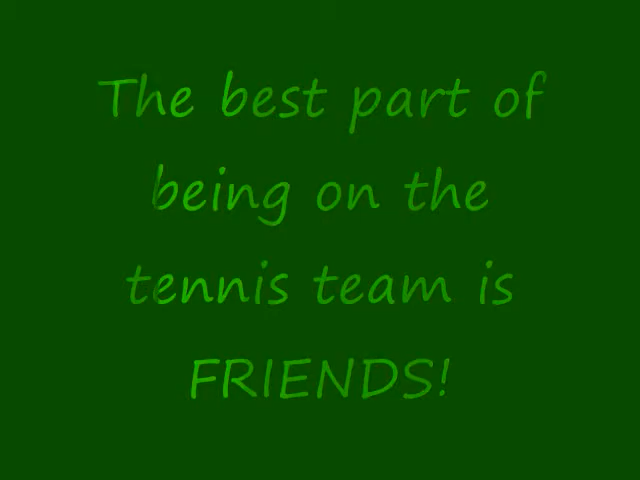 The best part of
being on the
tennis team is
FRIENDS!